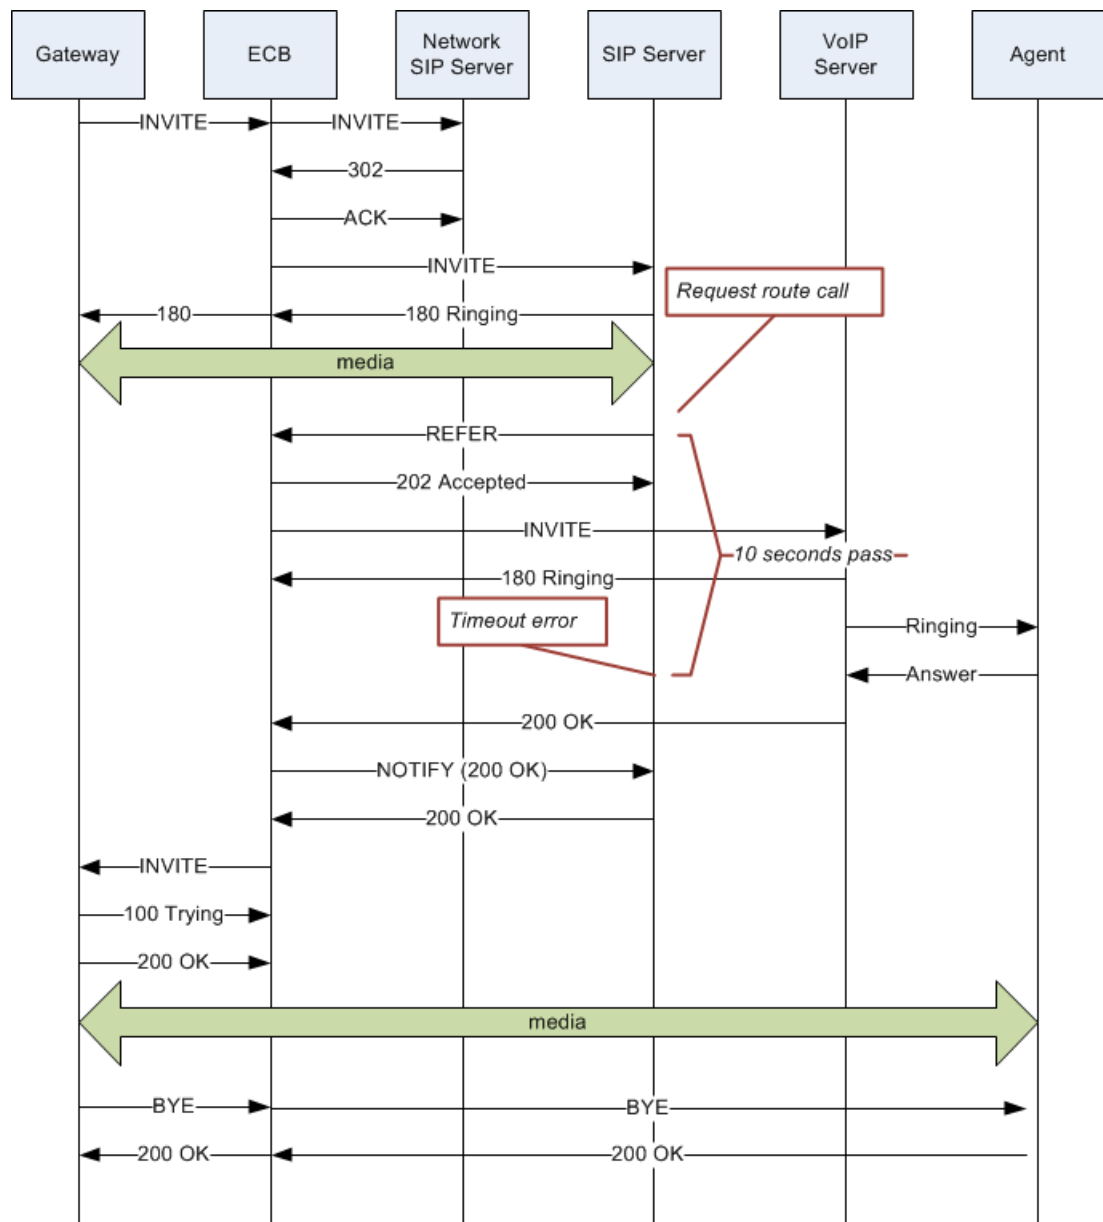 Gateway
ECB
Network
SIP Server
SIP Server
VoIP
Server
Agent
INVITE
INVITE
302
ACK
INVITE
Request route call
180
180 Ringing
media
REFER
202 Accepted
INVITE
10 seconds pass
180 Ringing
Timeout error
Ringing
Answer
200 OK
NOTIFY (200 OK)
200 OK
INVITE
100 Trying
200 OK
media
BYE
BYE
200 OK
200 OK